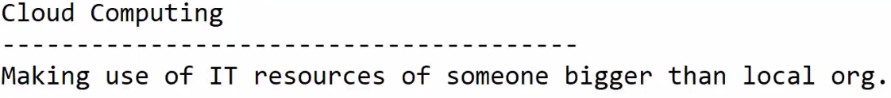 Cloud Computing
---------------------------------------
Making use of IT resources of someone bigger than local org.